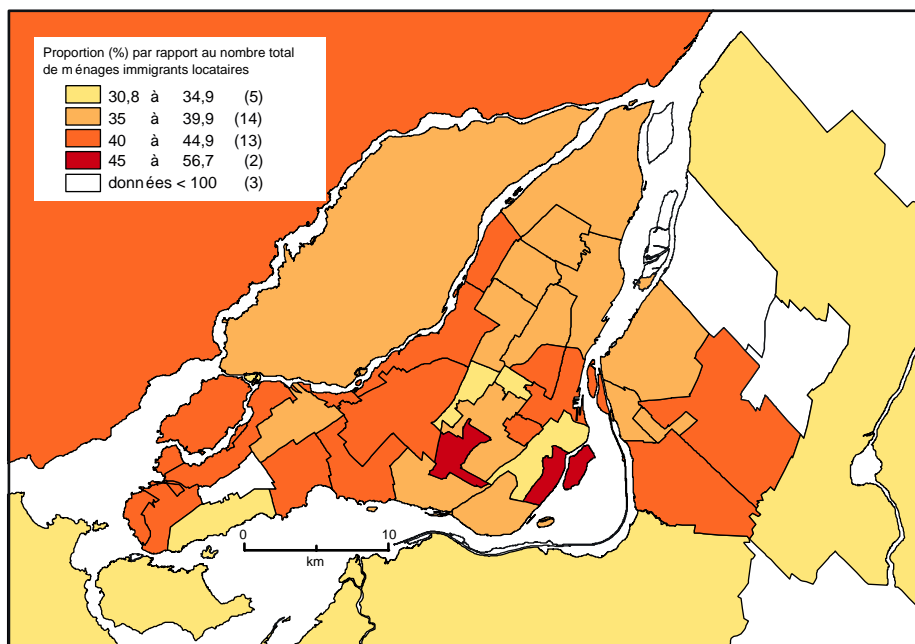 Proportion (%) par rapport au nombre total
de m énages immigrants locataires
30,8 à 34,9 (5)
35 à 39,9 (14)
40 à 44,9 (13)
45 à 56,7 (2)
données < 100 (3)
0 10
km